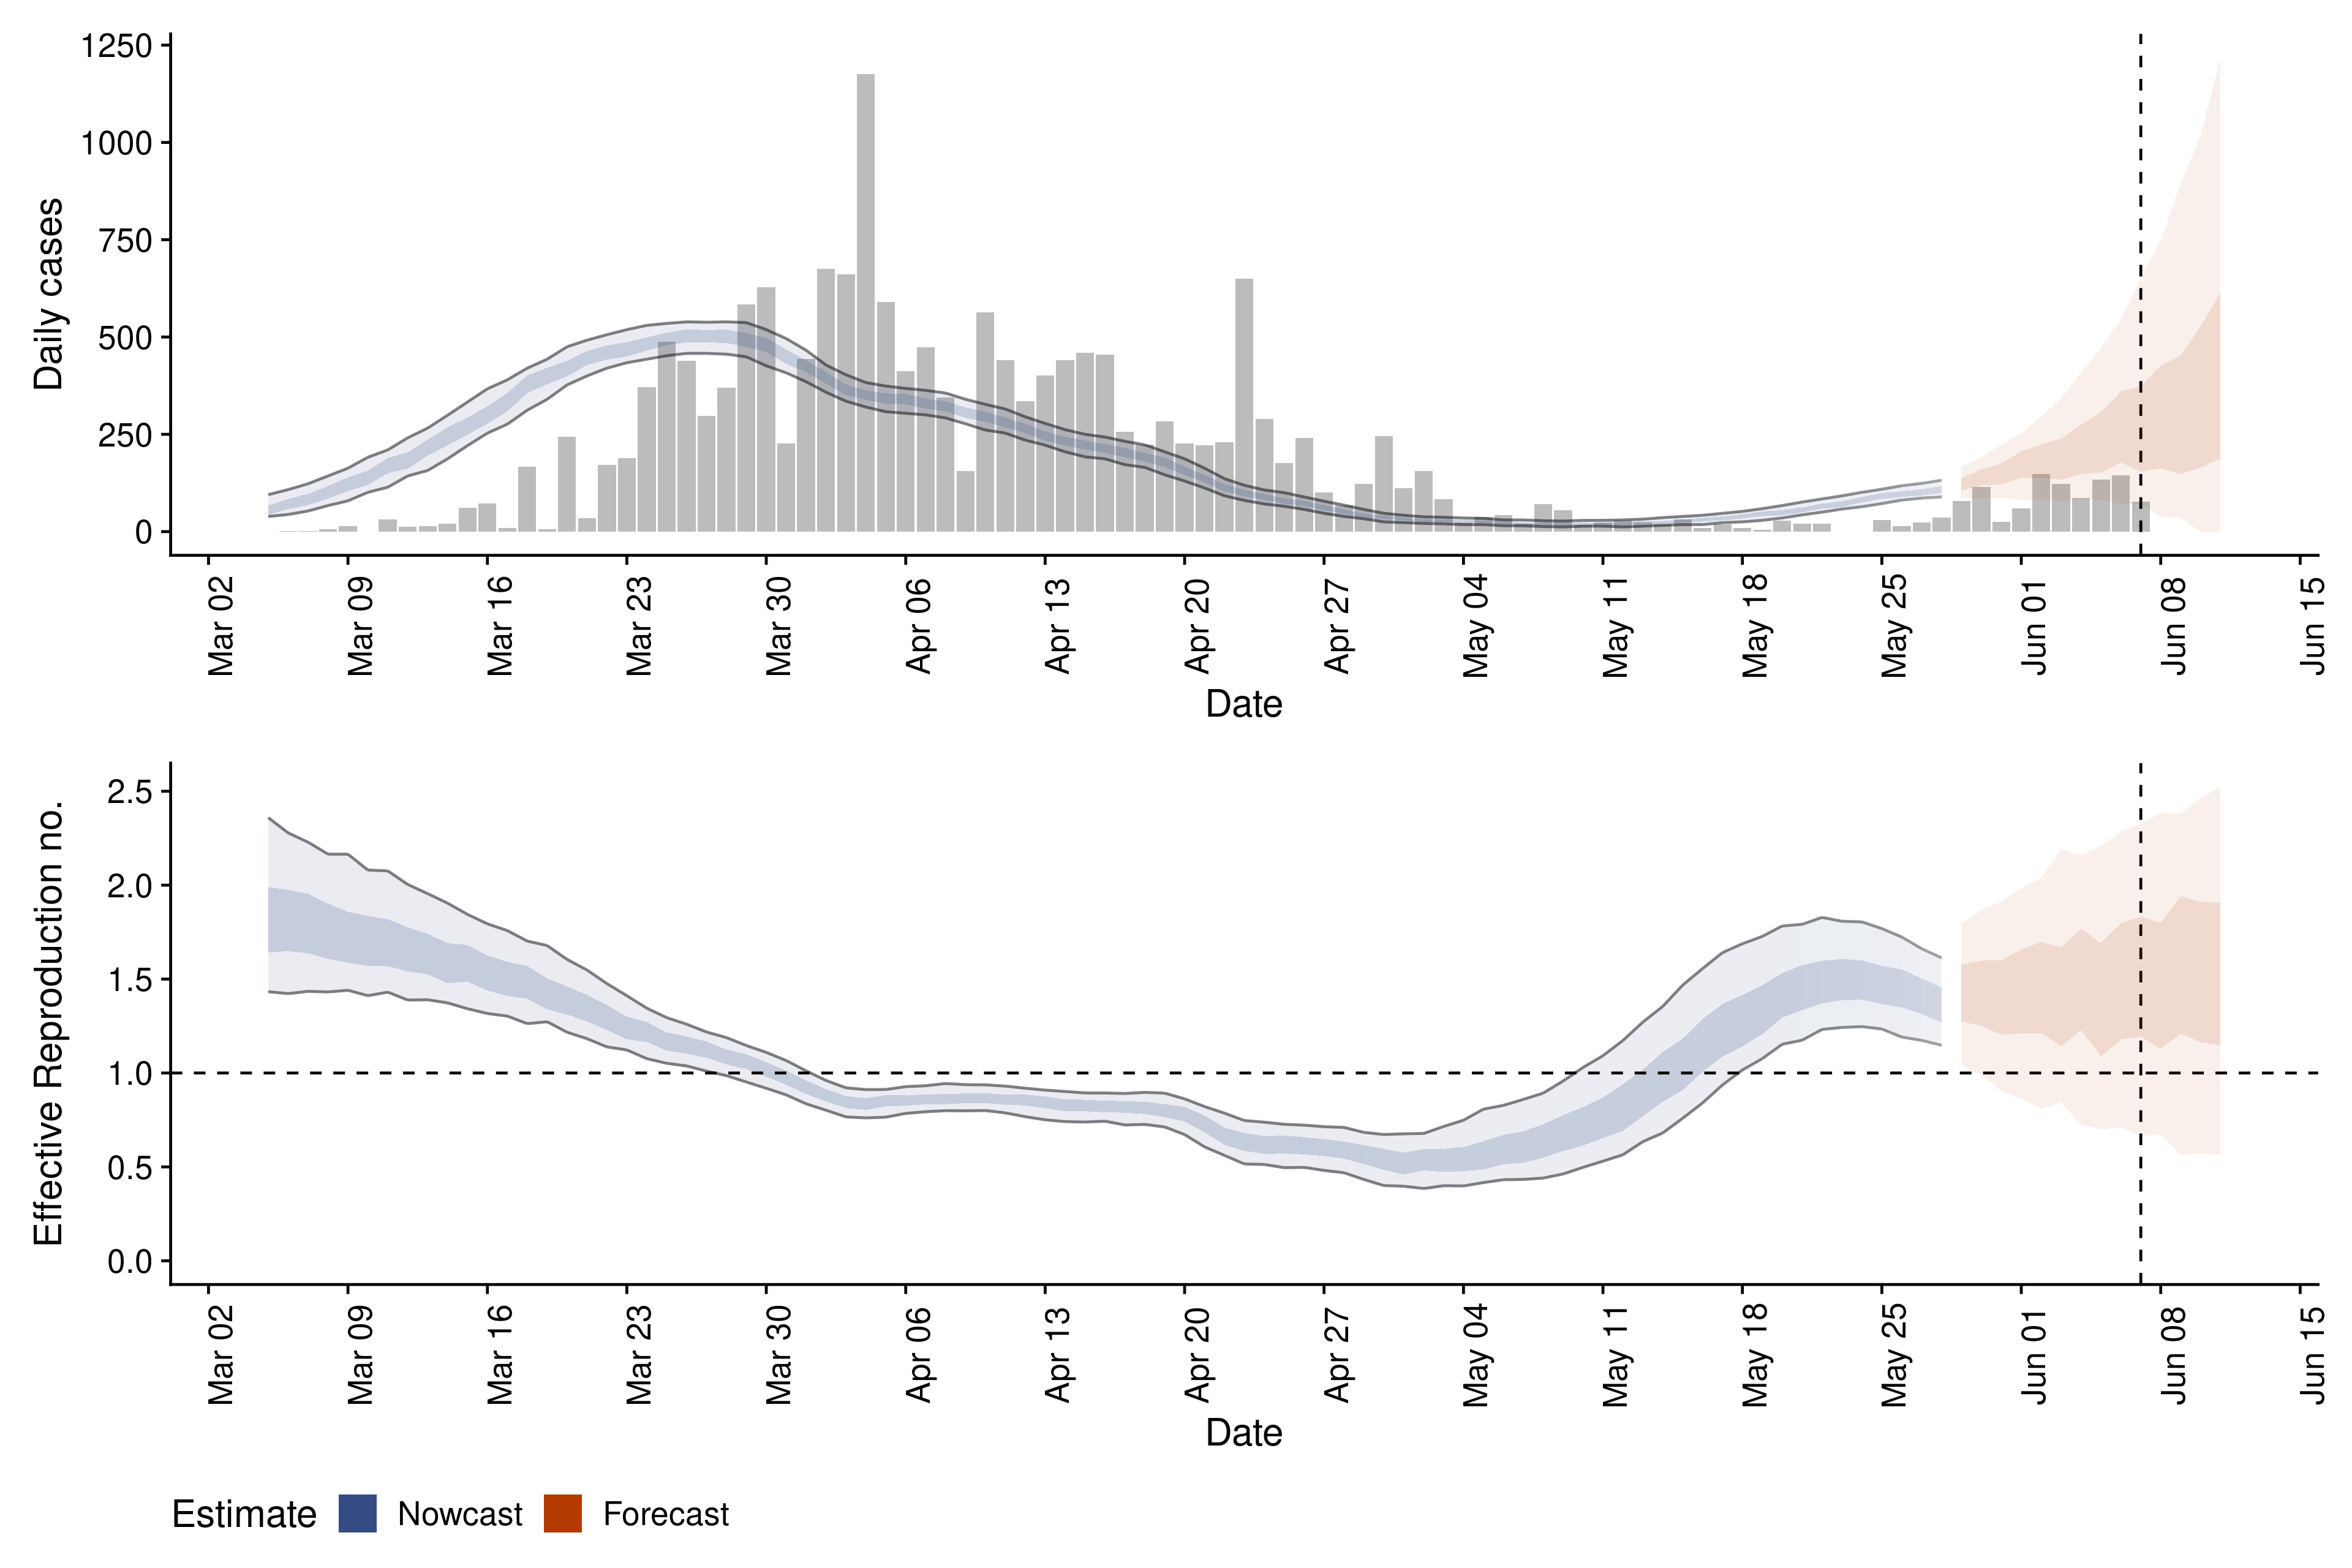 1250
1000
750
500
250
0
Daily cases
Mar 02
Mar 09
Mar 16
Mar 23
Mar 30
Apr 06
Apr 13
Apr 20
Apr 27
May 04
May 11
May 18
May 25
Jun 01
Jun 08
Jun 15
Date
2.5
2.0
1.5
1.0
0.5
0.0
Effective Reproduction no.
Mar 02
Mar 09
Mar 16
Mar 23
Mar 30
Apr 06
Apr 13
Apr 20
Apr 27
May 04
May 11
May 18
May 25
Jun 01
Jun 08
Jun 15
Date
Estimate Nowcast Forecast